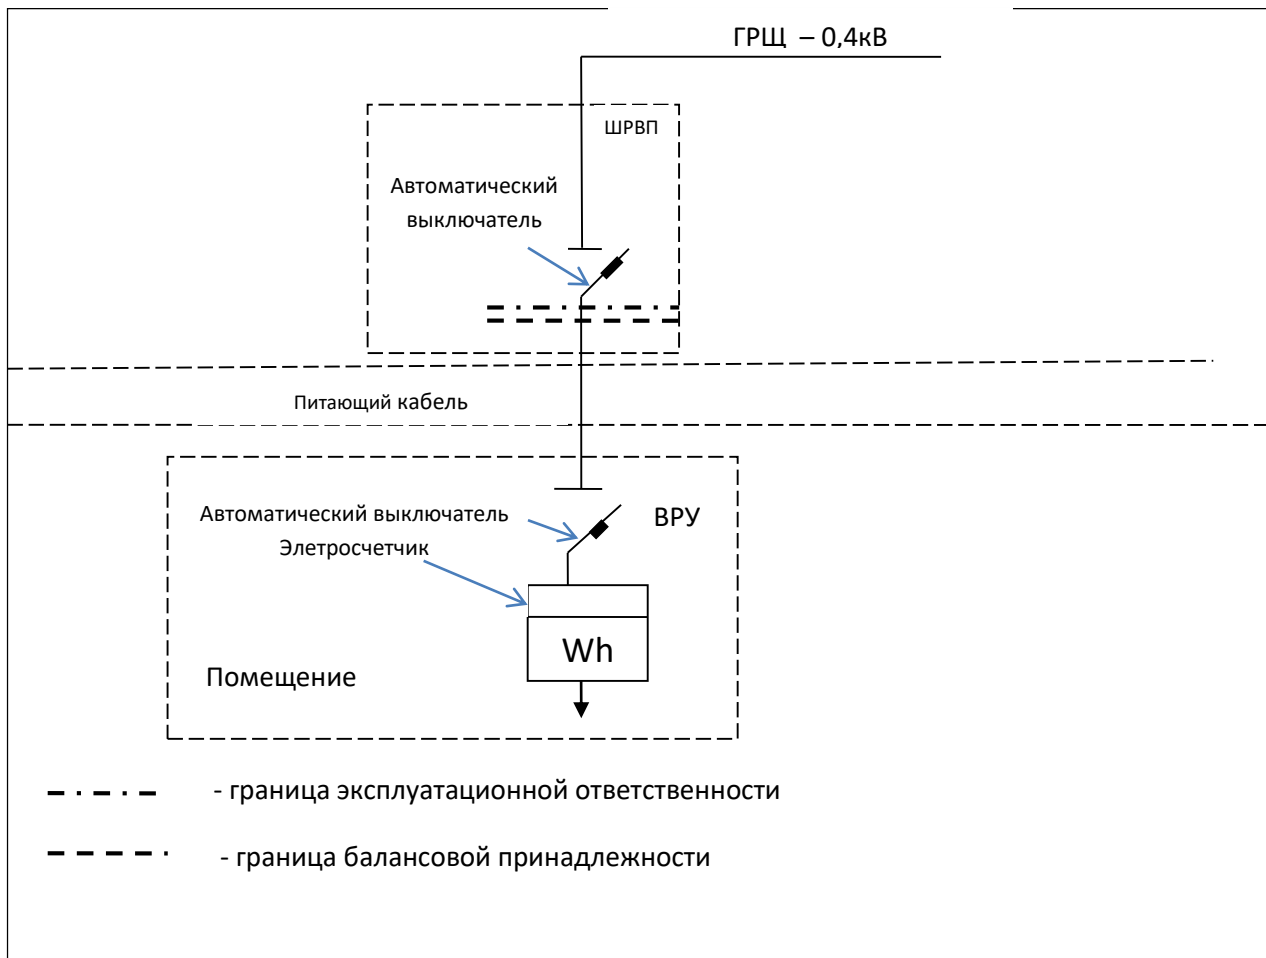 ГРЩ – 0,4кВ
ШРВП
Автоматический
выключатель
Питающий кабель
Автоматический выключатель
Элетросчетчик
ВРУ
Wh
Помещение
- граница эксплуатационной ответственности
- граница балансовой принадлежности